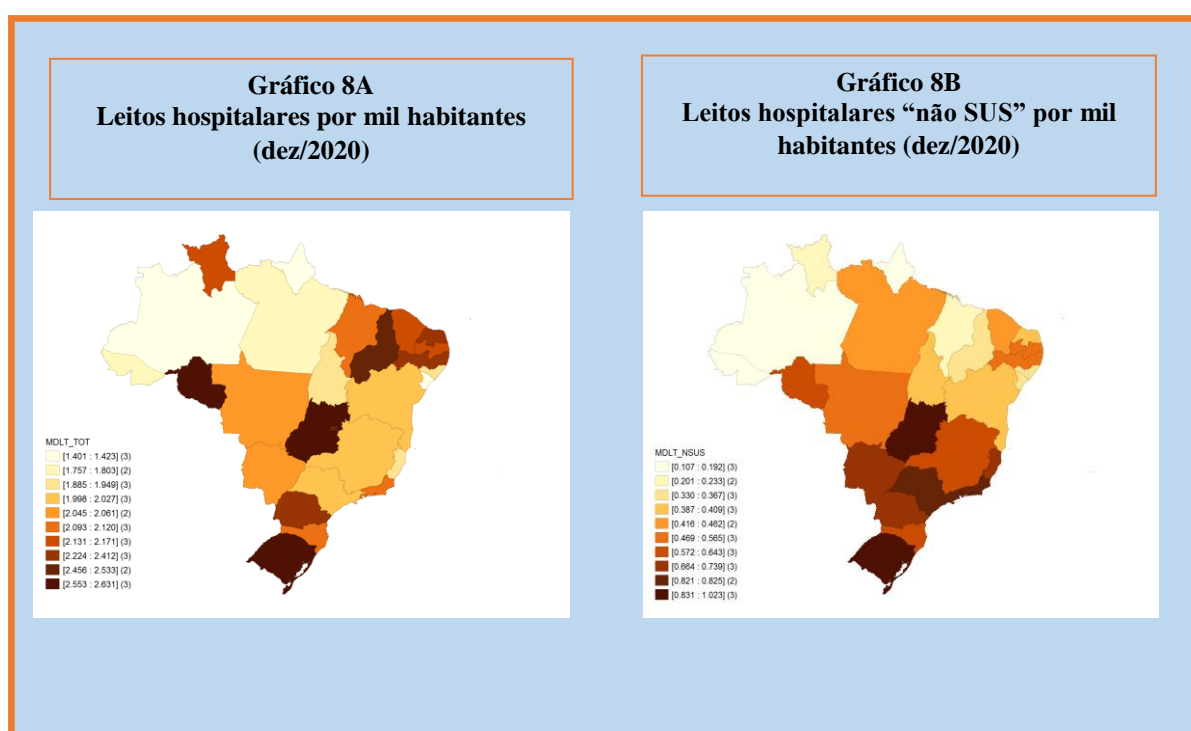 Gráfico 8A
Leitos hospitalares por mil habitantes
(dez/2020)
Gráfico 8B
Leitos hospitalares “não SUS” por mil
habitantes (dez/2020)
MDLT_TOT
[1.401 : 1.423] (3)
[1.757 : 1.803] (2)
[1.885 : 1.949] (3)
[1.998 : 2.027] (3)
[2.045 : 2.061] (2)
[2.093 : 2.120] (3)
[2.131 : 2.171] (3)
[2.224 : 2.412] (3)
[2.456 : 2.533] (2)
[2.553 : 2.631] (3)
MDLT_NSUS
[0.107 : 0.192] (3)
[0.201 : 0.233] (2)
[0.330 : 0.367] (3)
[0.387 : 0.409] (3)
[0.416 : 0.462] (2)
[0.469 : 0.565] (3)
[0.572 : 0.643] (3)
[0.664 : 0.739] (3)
[0.821 : 0.825] (2)
[0.831 : 1.023] (3)